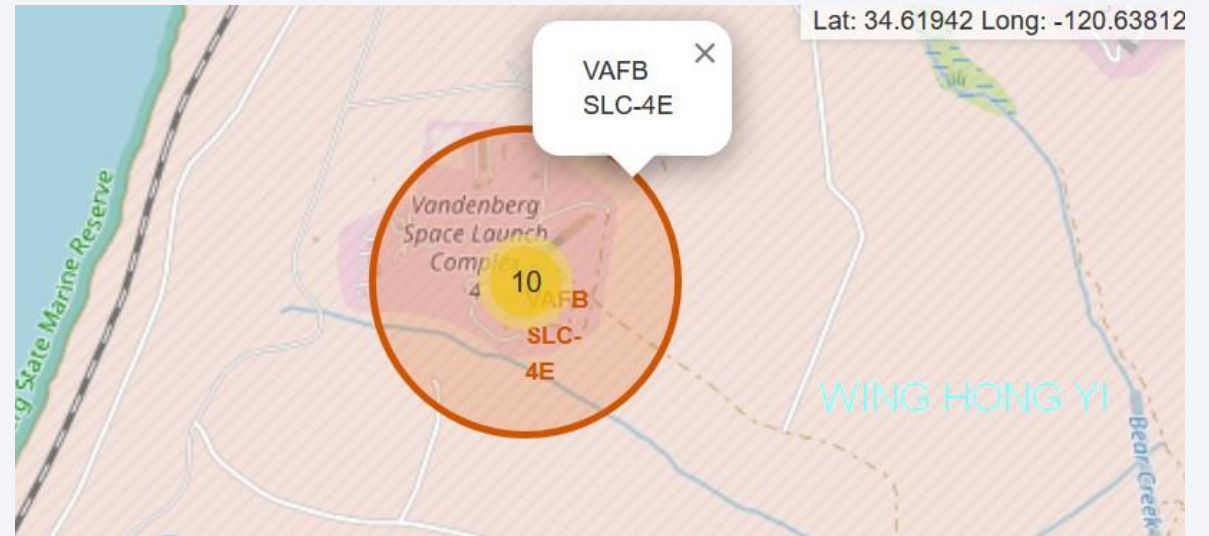 Lat: 34.61942 Long: -120.63812
VAFB
SLC-4E
×
Vandenberg
Space Launch
Complex
4
10
VAFB
SLC-
4E
State Marine Reserve
WING HONG YI
Bear Creek